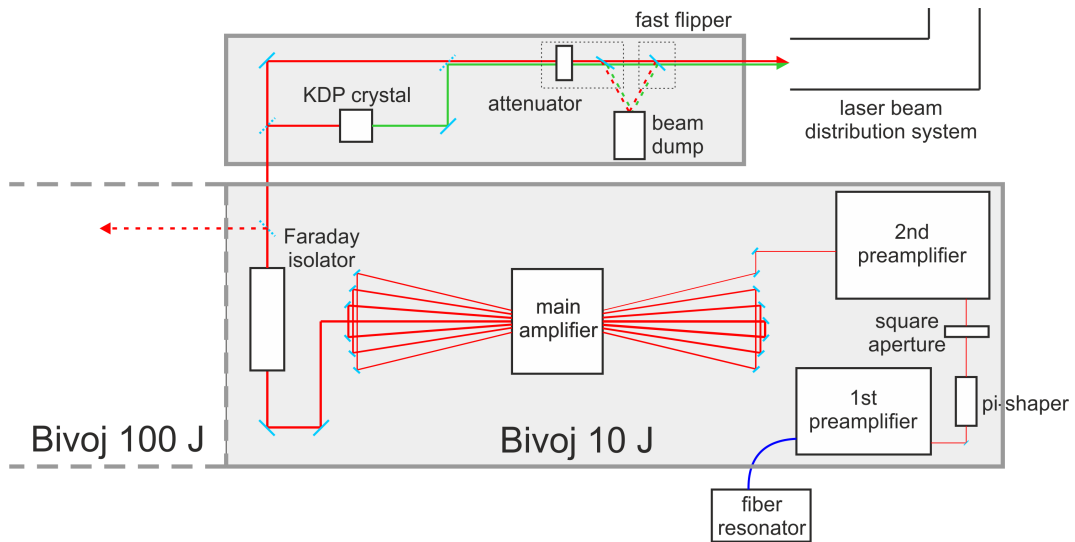 fast flipper
KDP crystal
attenuator
beam
dump
laser beam
distribution system
Faraday
isolator
2nd
preamplifier
main
amplifier
square
aperture
1st
preamplifier
pi-shaper
Bivoj 100 J
Bivoj 10 J
fiber
resonator